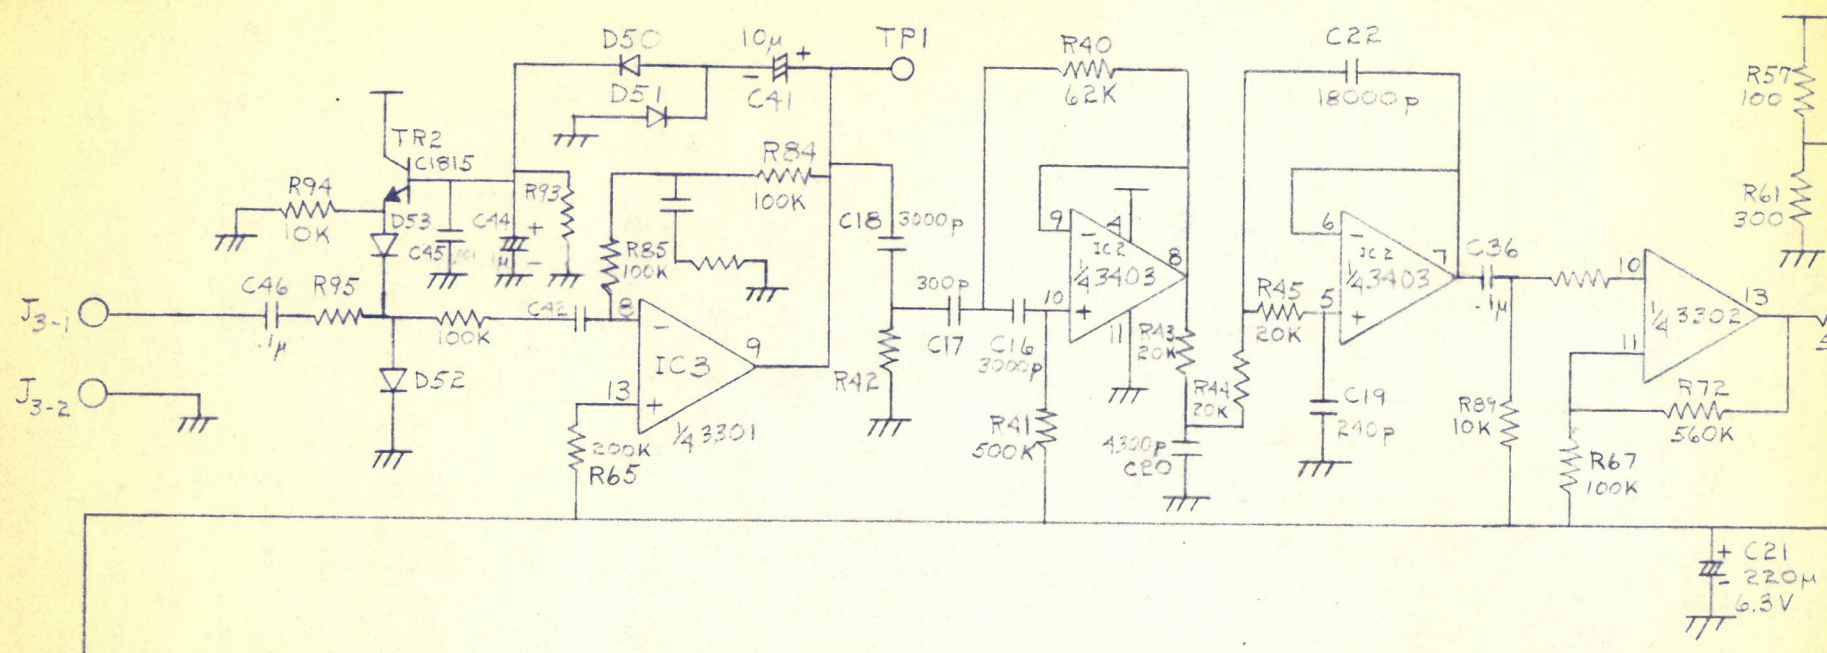 D50
10μ
+
TP1
-
C41
D51
R40
62K
C22
18000p
R57
100
TR2
C1815
R84
100K
R94
10K
R93
D53
C45
C44
+
1μ
-
R85
100K
C18
3000p
R61
300
9
-
4
IC2
1/4 3403
8
10
+
11
6
-
IC2
1/4 3403
7
5
+
C36
.1μ
J3-1
C46
.1μ
R95
100K
C42
8
-
IC3
9
13
+
1/4 3301
300p
C17
C16
3000p
R43
20K
R45
20K
10
13
1/4 3302
11
J3-2
D52
R42
R44
20K
C19
240p
R89
10K
R72
560K
200K
R65
R41
500K
4300p
C20
R67
100K
+
C21
-
220μ
6.3V